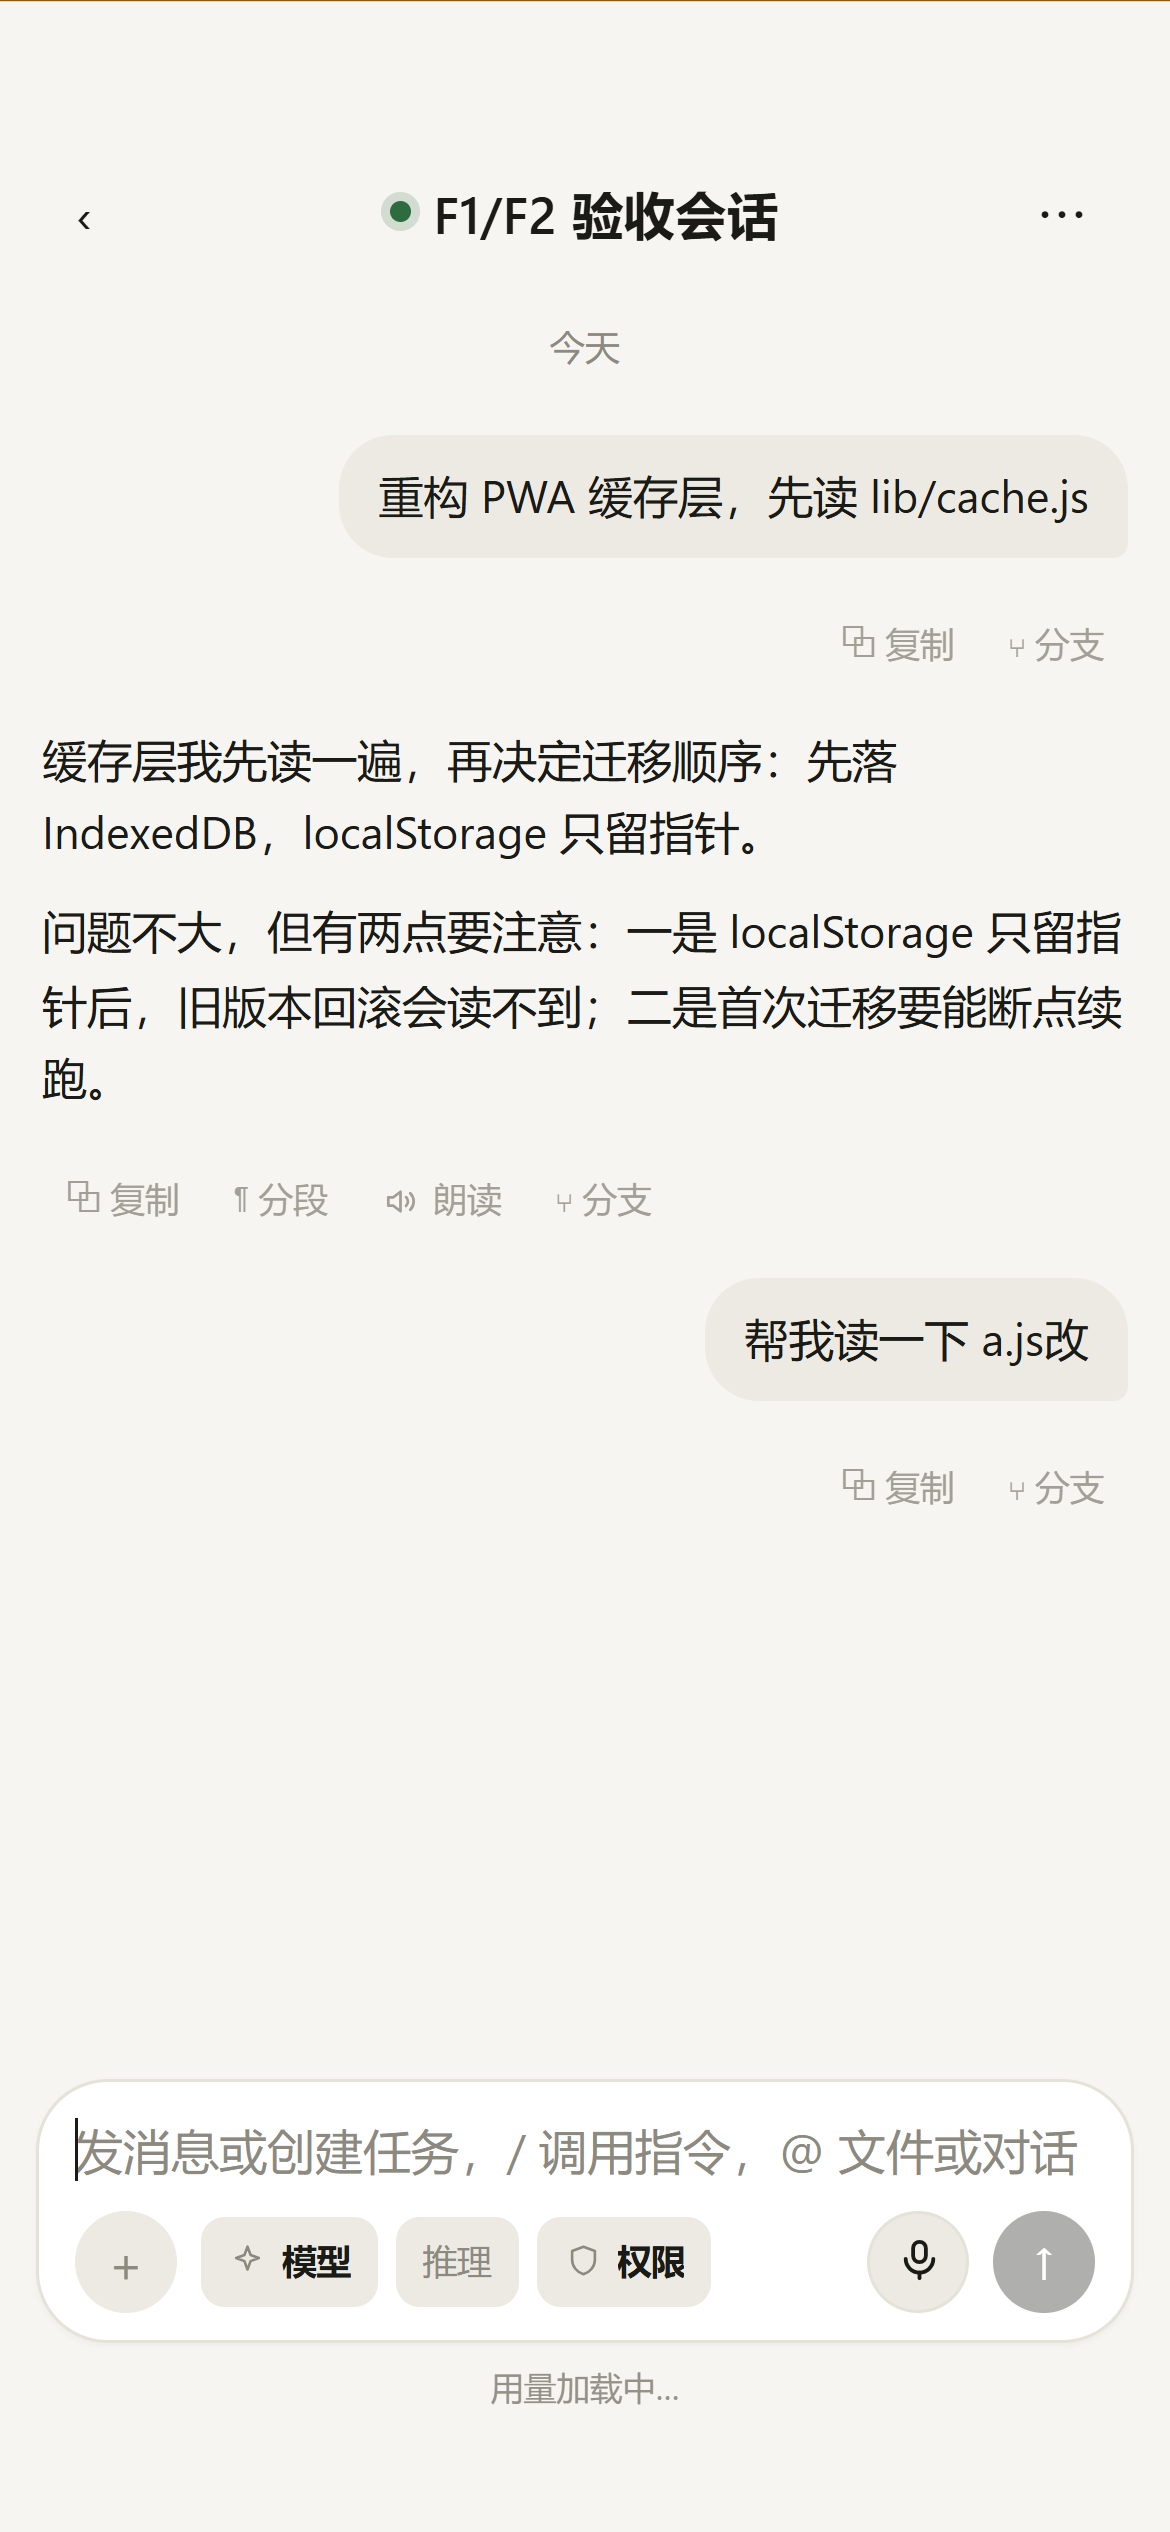 F1/F2 验收会话
今天
重构 PWA 缓存层，先读 lib/cache.js
复制 分支
缓存层我先读一遍，再决定迁移顺序：先落
IndexedDB，localStorage 只留指针。
问题不大，但有两点要注意：一是 localStorage 只留指
针后，旧版本回滚会读不到；二是首次迁移要能断点续
跑。
复制 ¶ 分段 朗读 分支
帮我读一下 a.js改
复制 分支
发消息或创建任务，/ 调用指令，@ 文件或对话
+ 模型 推理 权限 ↑
用量加载中...